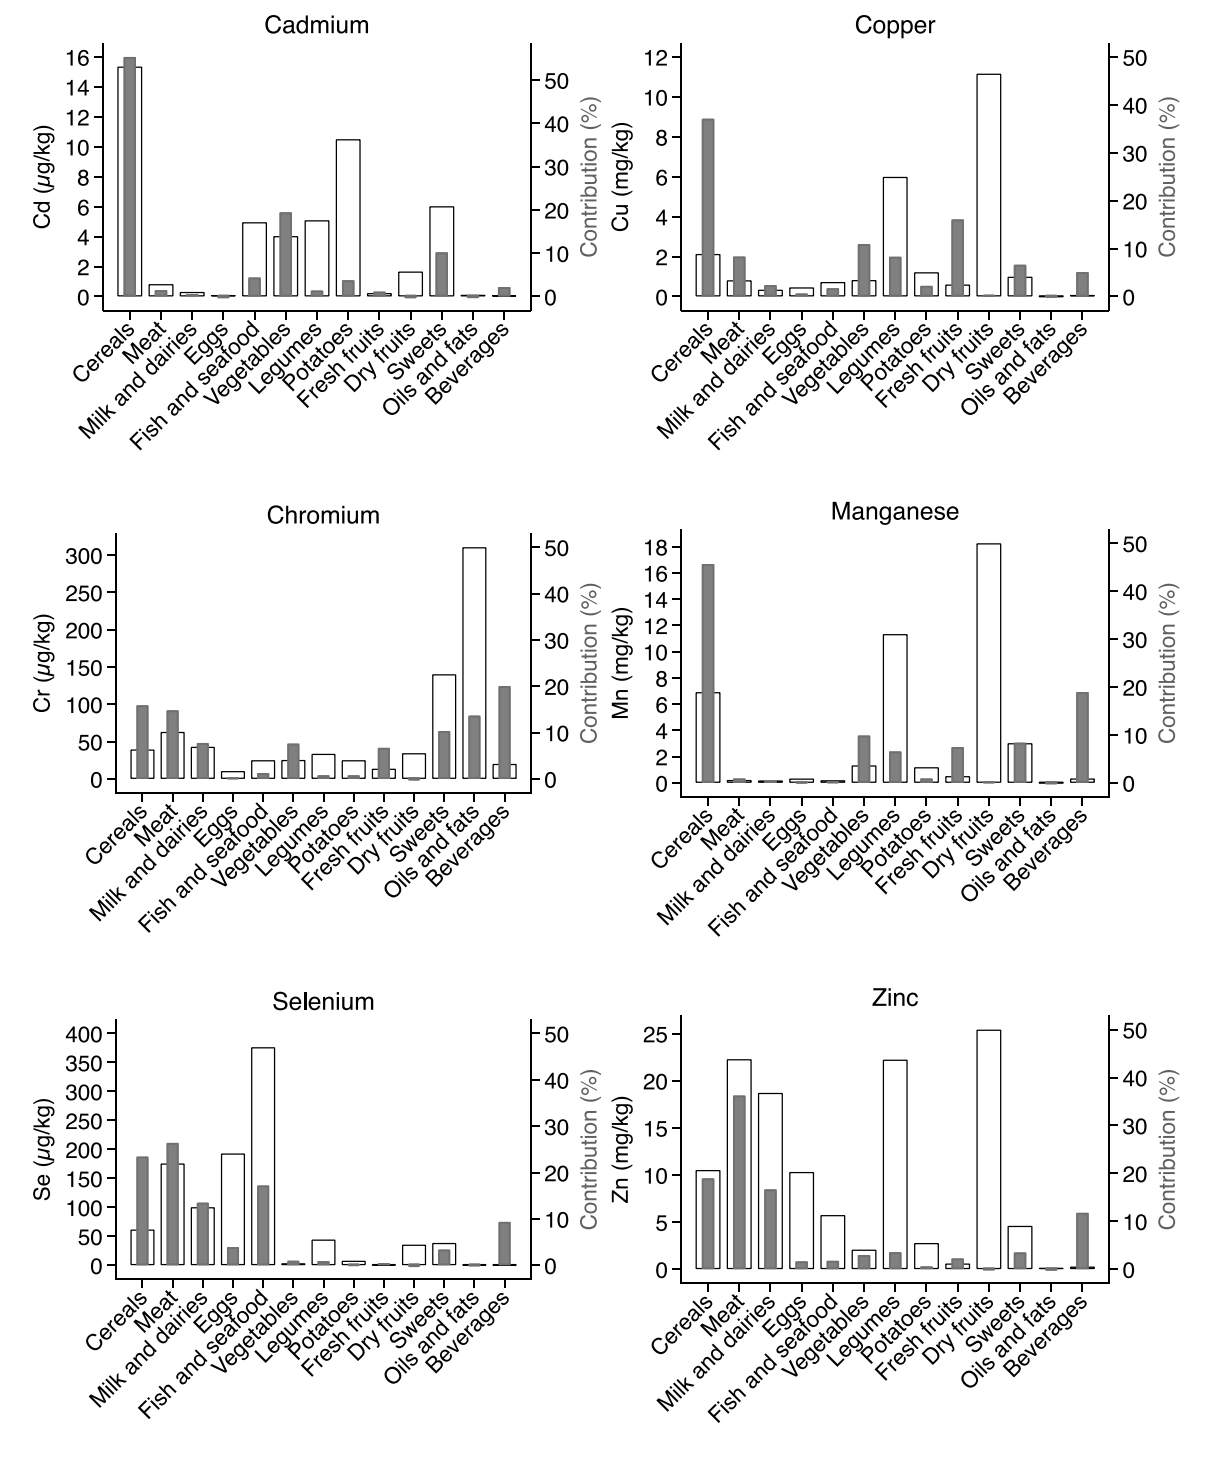 Cadmium
16
14
12
10
8
6
4
2
0
Cd (µg/kg)
50
40
30
20
10
0
Contribution (%)
Cereals
Meat
Milk and dairies
Eggs
Fish and seafood
Vegetables
Legumes
Potatoes
Fresh fruits
Dry fruits
Sweets
Oils and fats
Beverages
Copper
12
10
8
6
4
2
0
Cu (mg/kg)
50
40
30
20
10
0
Contribution (%)
Cereals
Meat
Milk and dairies
Eggs
Fish and seafood
Vegetables
Legumes
Potatoes
Fresh fruits
Dry fruits
Sweets
Oils and fats
Beverages
Chromium
300
250
200
150
100
50
0
Cr (µg/kg)
50
40
30
20
10
0
Contribution (%)
Cereals
Meat
Milk and dairies
Eggs
Fish and seafood
Vegetables
Legumes
Potatoes
Fresh fruits
Dry fruits
Sweets
Oils and fats
Beverages
Manganese
18
16
14
12
10
8
6
4
2
0
Mn (mg/kg)
50
40
30
20
10
0
Contribution (%)
Cereals
Meat
Milk and dairies
Eggs
Fish and seafood
Vegetables
Legumes
Potatoes
Fresh fruits
Dry fruits
Sweets
Oils and fats
Beverages
Selenium
400
350
300
250
200
150
100
50
0
Se (µg/kg)
50
40
30
20
10
0
Contribution (%)
Cereals
Meat
Milk and dairies
Eggs
Fish and seafood
Vegetables
Legumes
Potatoes
Fresh fruits
Dry fruits
Sweets
Oils and fats
Beverages
Zinc
25
20
15
10
5
0
Zn (mg/kg)
50
40
30
20
10
0
Contribution (%)
Cereals
Meat
Milk and dairies
Eggs
Fish and seafood
Vegetables
Legumes
Potatoes
Fresh fruits
Dry fruits
Sweets
Oils and fats
Beverages